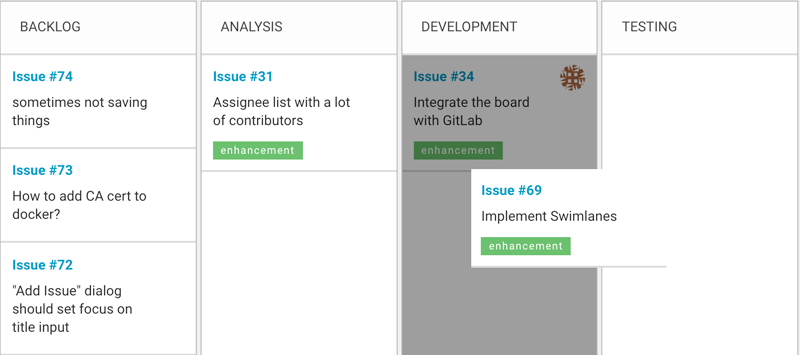 BACKLOG
Issue #74
sometimes not saving
things
Issue #73
How to add CA cert to
docker?
Issue #72
"Add Issue" dialog
should set focus on
title input
ANALYSIS
Issue #31
Assignee list with a lot
of contributors
enhancement
DEVELOPMENT
Issue #34
Integrate the board
with GitLab
enhancement
Issue #69
Implement Swimlanes
enhancement
TESTING